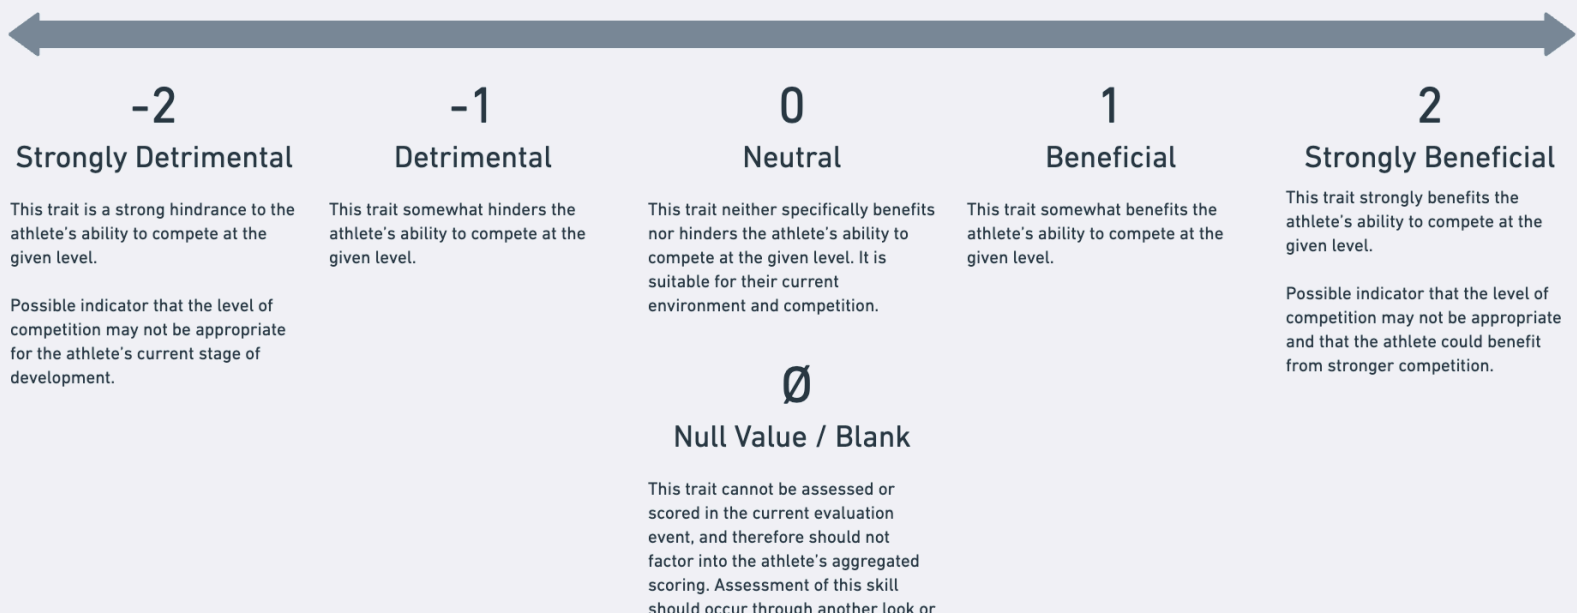 -2
Strongly Detrimental
This trait is a strong hindrance to the
athlete's ability to compete at the
given level.
Possible indicator that the level of
competition may not be appropriate
for the athlete's current stage of
development.
-1
Detrimental
This trait somewhat hinders the
athlete's ability to compete at the
given level.
0
Neutral
This trait neither specifically benefits
nor hinders the athlete's ability to
compete at the given level. It is
suitable for their current
environment and competition.
Ø
Null Value / Blank
This trait cannot be assessed or
scored in the current evaluation
event, and therefore should not
factor into the athlete's aggregated
scoring. Assessment of this skill
should occur through another look or
1
Beneficial
This trait somewhat benefits the
athlete's ability to compete at the
given level.
2
Strongly Beneficial
This trait strongly benefits the
athlete's ability to compete at the
given level.
Possible indicator that the level of
competition may not be appropriate
and that the athlete could benefit
from stronger competition.